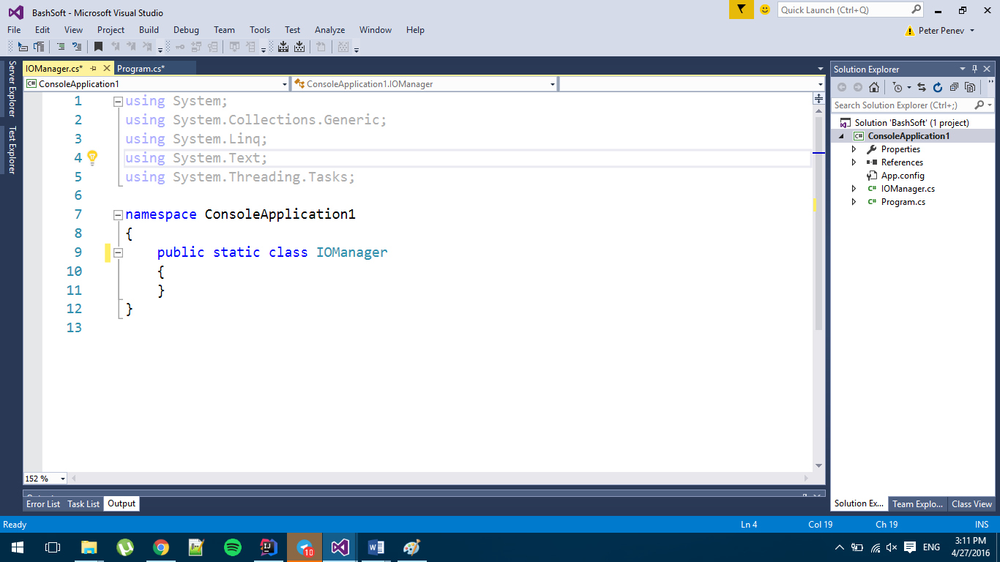 BashSoft - Microsoft Visual Studio
Quick Launch (Ctrl+Q)
File Edit View Project Build Debug Team Tools Test Analyze Window Help
Peter Penev
Server Explorer
Test Explorer
IOManager.cs* Program.cs*
C# ConsoleApplication1 ConsoleApplication1.IOManager
1 using System;
2 using System.Collections.Generic;
3 using System.Linq;
4 using System.Text;
5 using System.Threading.Tasks;
6
7 namespace ConsoleApplication1
8 {
9 public static class IOManager
10 {
11 }
12 }
13
152 %
Solution Explorer
Search Solution Explorer (Ctrl+;)
Solution 'BashSoft' (1 project)
C# ConsoleApplication1
Properties
References
App.config
C# IOManager.cs
C# Program.cs
Error List Task List Output
Solution Ex... Team Explo... Class View
Ready Ln 4 Col 19 Ch 19 INS
10
ENG
3:11 PM
4/27/2016